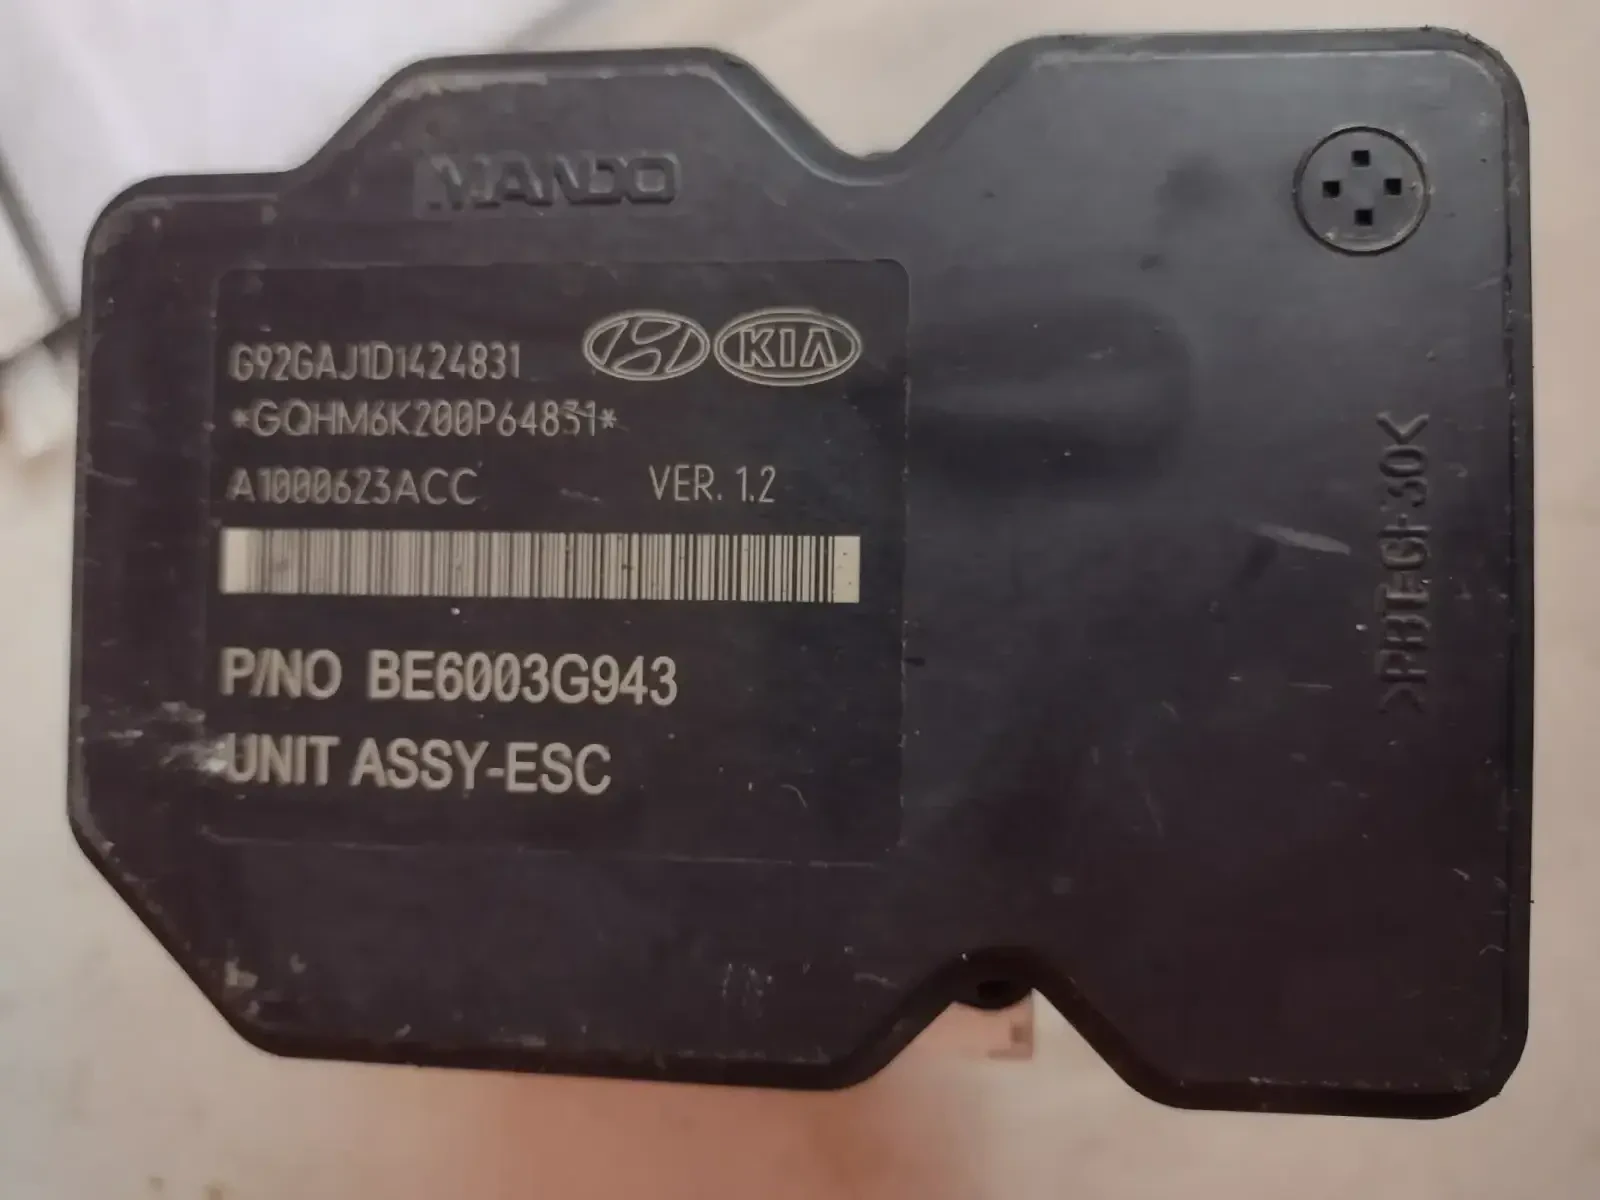 MANDO
G92GAJ1D1424831
KIA
*GQHM6K200P64831*
A1000623ACC VER. 1.2
P/NO BE6003G943
UNIT ASSY-ESC
>PBT-GF30<